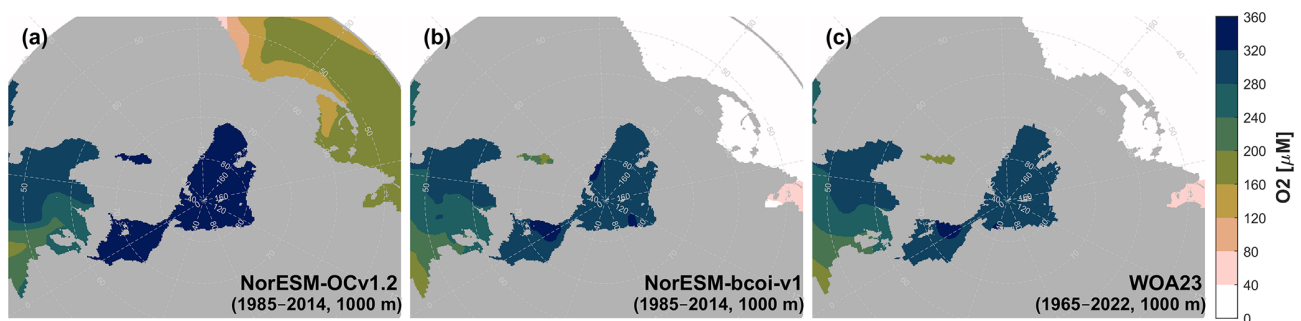 (a)
NorESM-OCv1.2
(1985−2014, 1000 m)
(b)
NorESM-bcoi-v1
(1985−2014, 1000 m)
(c)
WOA23
(1965−2022, 1000 m)
360
320
280
240
200
160
120
80
40
0
O2 [μM]